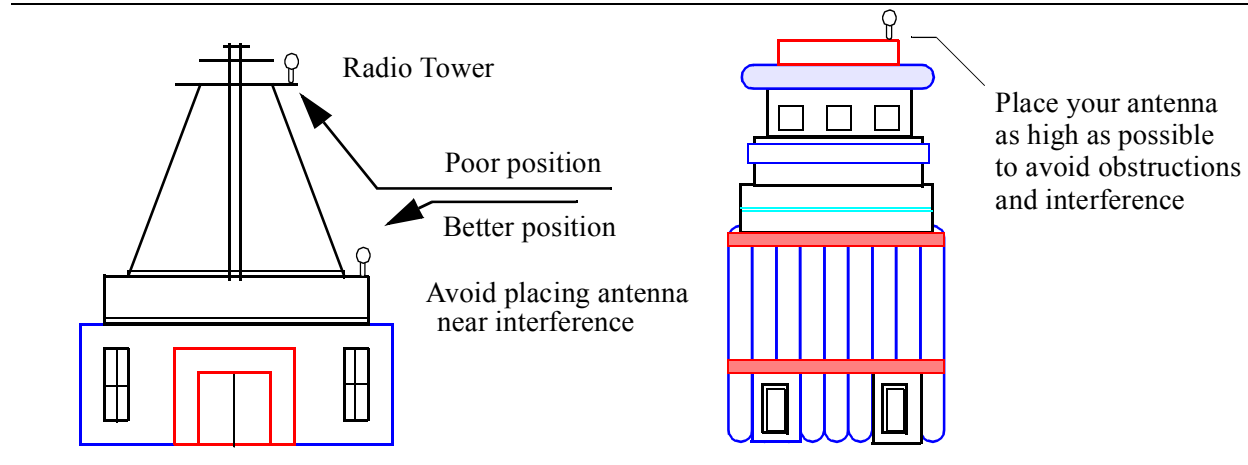 Radio Tower
Poor position
Better position
Avoid placing antenna
near interference
Place your antenna
as high as possible
to avoid obstructions
and interference